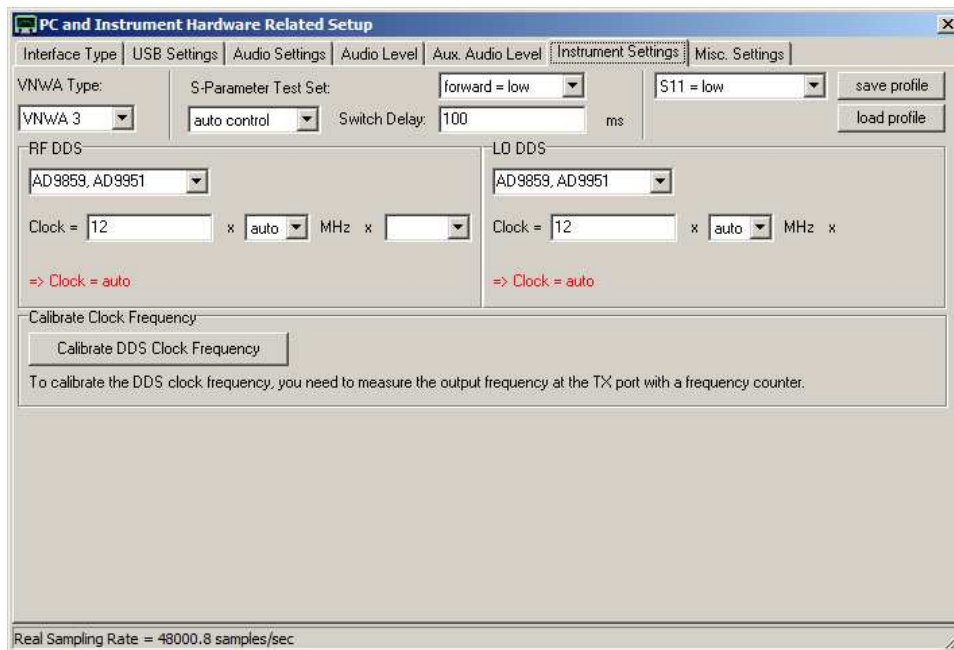 PC and Instrument Hardware Related Setup
Interface Type USB Settings Audio Settings Audio Level Aux. Audio Level Instrument Settings Misc. Settings
VNWA Type: S-Parameter Test Set: forward = low S11 = low save profile
VNWA 3 auto control Switch Delay: 100 ms load profile
RF DDS LO DDS
AD9859, AD9951 AD9859, AD9951
Clock = 12 x auto MHz x Clock = 12 x auto MHz x
=> Clock = auto => Clock = auto
Calibrate Clock Frequency
Calibrate DDS Clock Frequency
To calibrate the DDS clock frequency, you need to measure the output frequency at the TX port with a frequency counter.
Real Sampling Rate = 48000.8 samples/sec